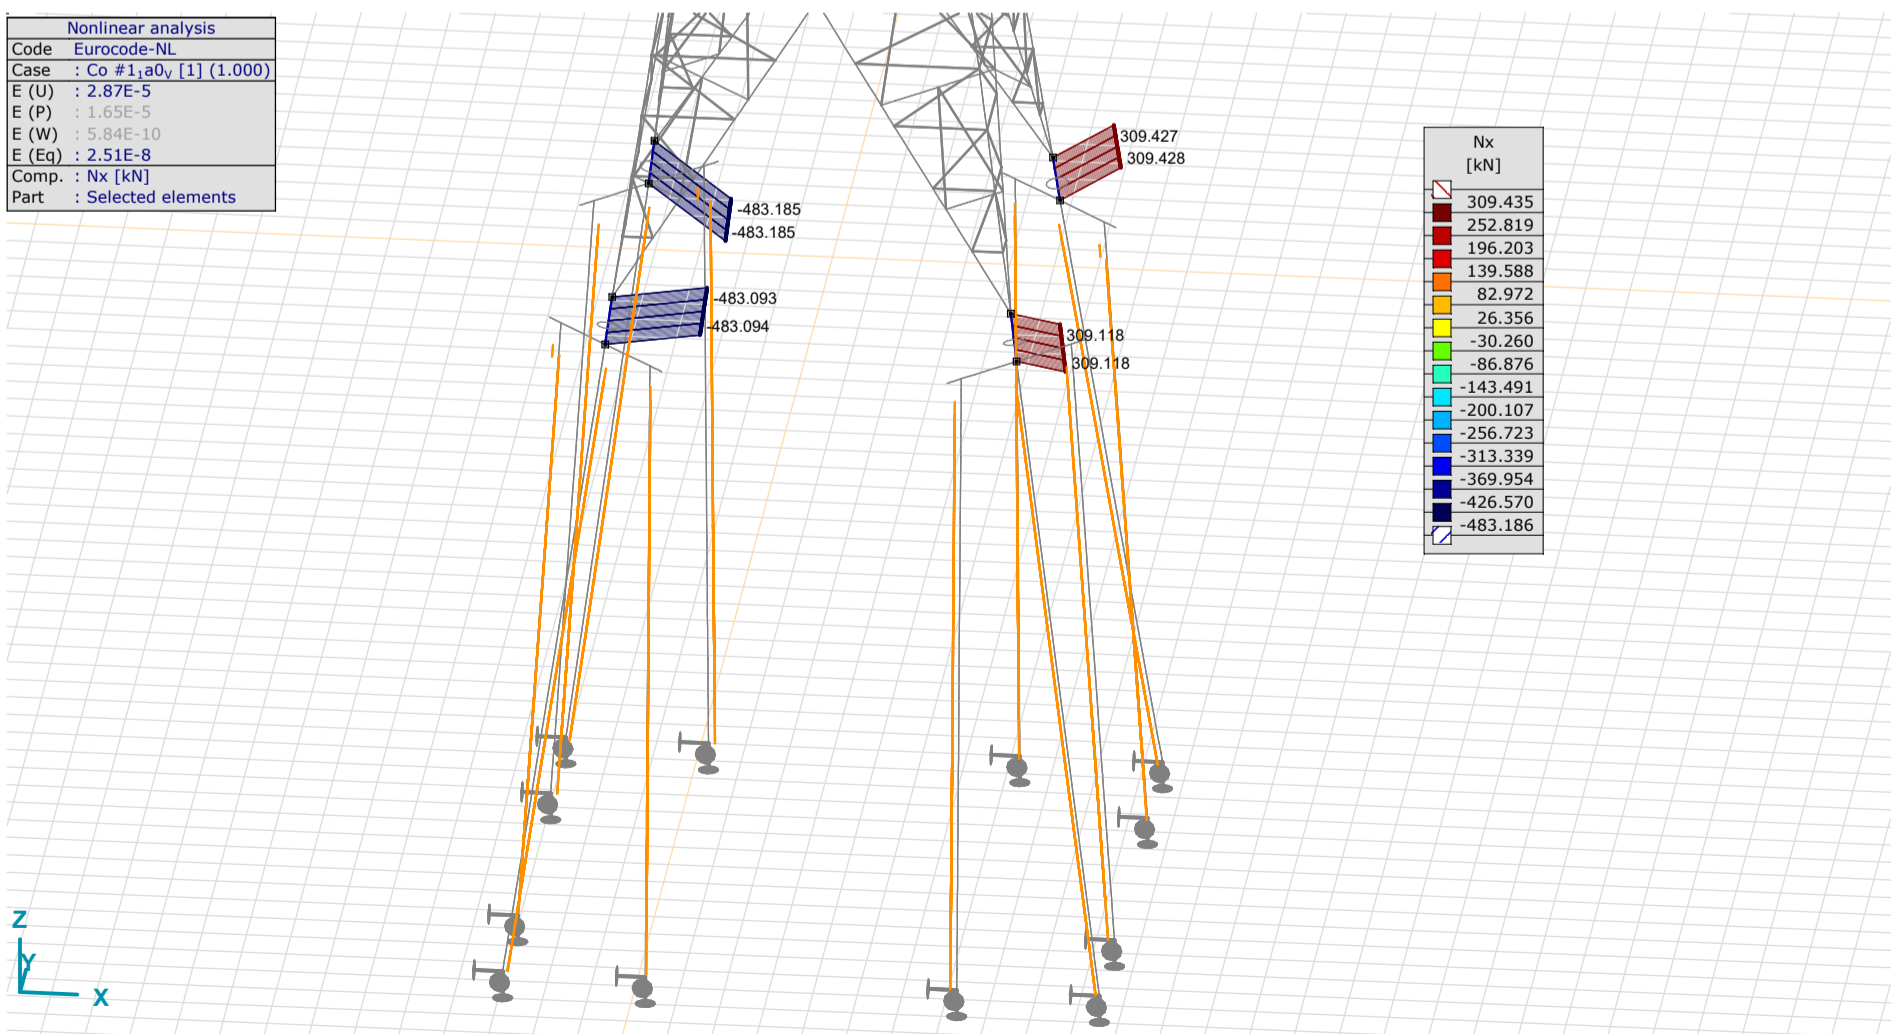 Nonlinear analysis
Code Eurocode-NL
Case : Co #1₁a0ᵥ [1] (1.000)
E (U) : 2.87E-5
E (P) : 1.65E-5
E (W) : 5.84E-10
E (Eq) : 2.51E-8
Comp. : Nx [kN]
Part : Selected elements
309.427
309.428
-483.185
-483.185
-483.093
-483.094
309.118
309.118
Nx
[kN]
309.435
252.819
196.203
139.588
82.972
26.356
-30.260
-86.876
-143.491
-200.107
-256.723
-313.339
-369.954
-426.570
-483.186
Z
Y
X